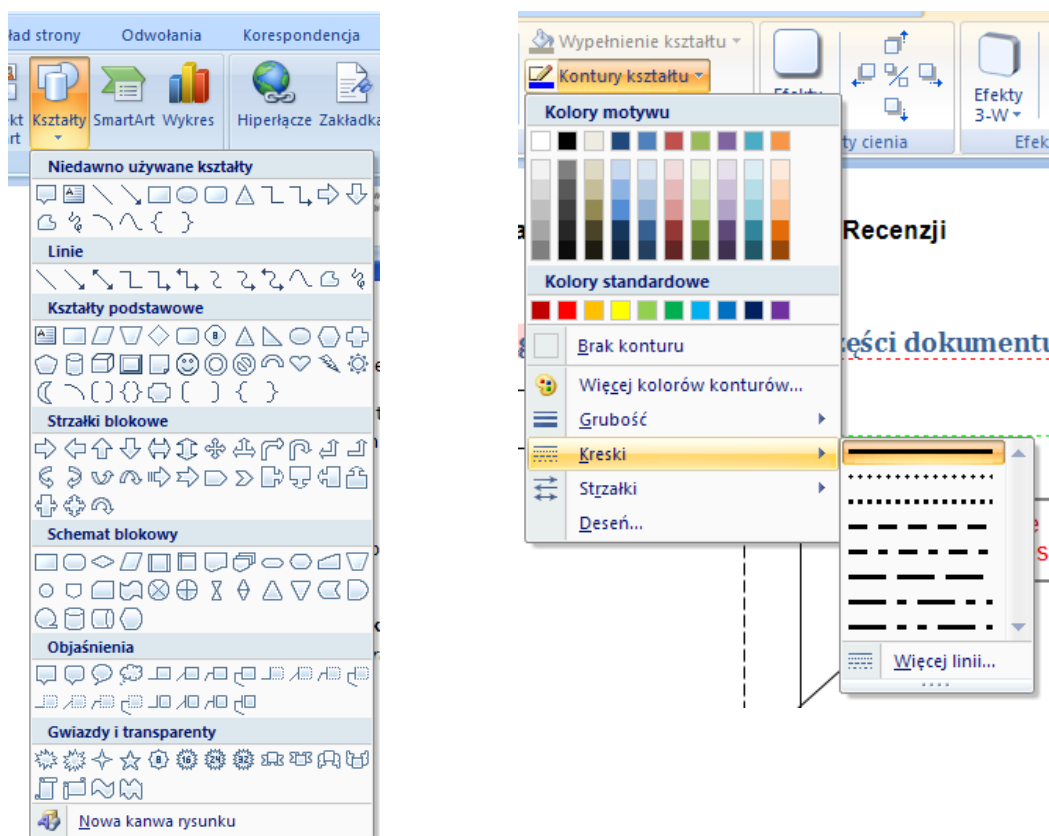 ład strony Odwołania Korespondencja
kt Kształty SmartArt Wykres Hiperłącze Zakładka
rt
Niedawno używane kształty
Linie
Kształty podstawowe
Strzałki blokowe
Schemat blokowy
Objaśnienia
Gwiazdy i transparenty
Nowa kanwa rysunku
Wypełnienie kształtu
Kontury kształtu
Efekty
3-W
ty cienia Efek
Kolory motywu
Recenzji
Kolory standardowe
Brak konturu
ęści dokumentu
Więcej kolorów konturów...
Grubość
Kreski
Strzałki
Deseń...
Więcej linii...